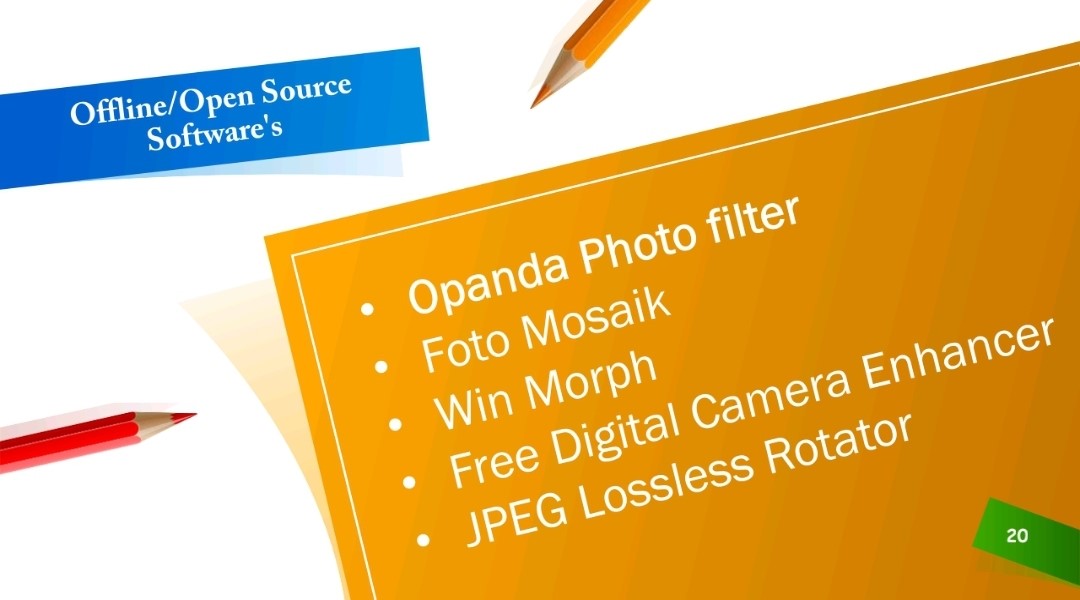 Offline/Open Source
Software's
• Opanda Photo filter
• Foto Mosaik
• Win Morph
• Free Digital Camera Enhancer
• JPEG Lossless Rotator
20